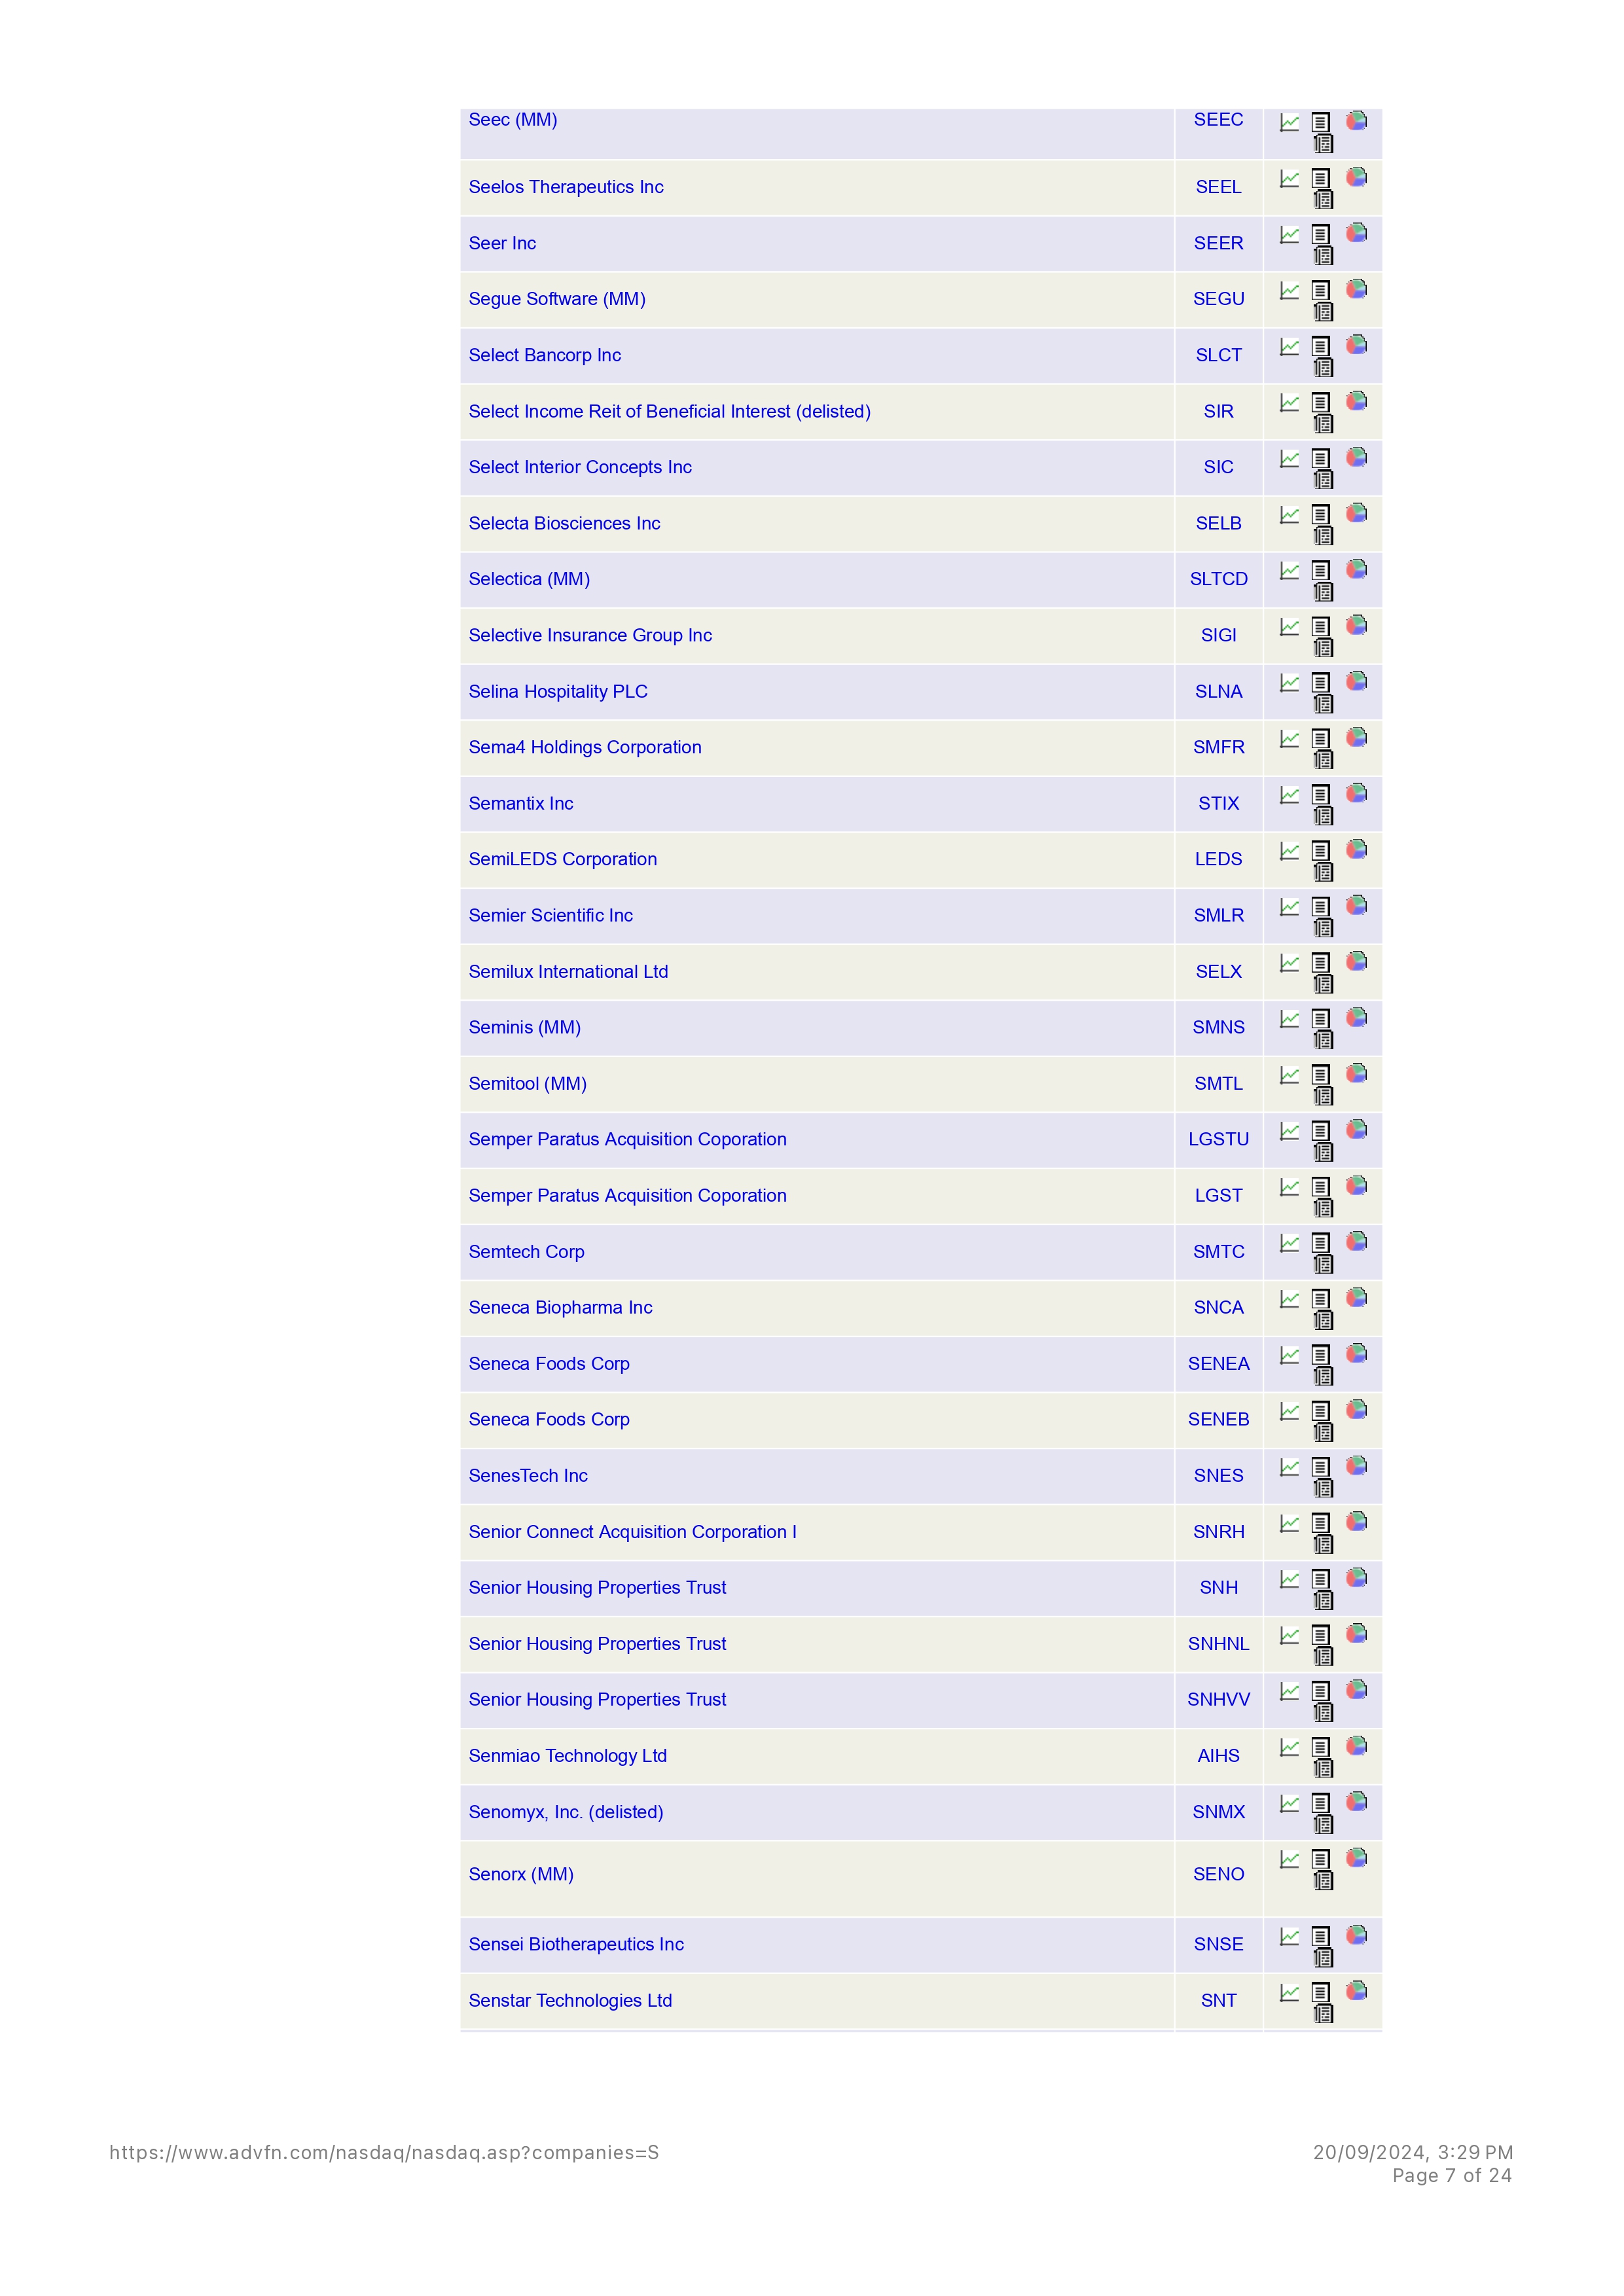 Seec (MM) SEEC
Seelos Therapeutics Inc SEEL
Seer Inc SEER
Segue Software (MM) SEGU
Select Bancorp Inc SLCT
Select Income Reit of Beneficial Interest (delisted) SIR
Select Interior Concepts Inc SIC
Selecta Biosciences Inc SELB
Selectica (MM) SLTCD
Selective Insurance Group Inc SIGI
Selina Hospitality PLC SLNA
Sema4 Holdings Corporation SMFR
Semantix Inc STIX
SemiLEDS Corporation LEDS
Semier Scientific Inc SMLR
Semilux International Ltd SELX
Seminis (MM) SMNS
Semitool (MM) SMTL
Semper Paratus Acquisition Coporation LGSTU
Semper Paratus Acquisition Coporation LGST
Semtech Corp SMTC
Seneca Biopharma Inc SNCA
Seneca Foods Corp SENEA
Seneca Foods Corp SENEB
SenesTech Inc SNES
Senior Connect Acquisition Corporation I SNRH
Senior Housing Properties Trust SNH
Senior Housing Properties Trust SNHNL
Senior Housing Properties Trust SNHVV
Senmiao Technology Ltd AIHS
Senomyx, Inc. (delisted) SNMX
Senorx (MM) SENO
Sensei Biotherapeutics Inc SNSE
Senstar Technologies Ltd SNT
https://www.advfn.com/nasdaq/nasdaq.asp?companies=S 20/09/2024, 3:29 PM
Page 7 of 24